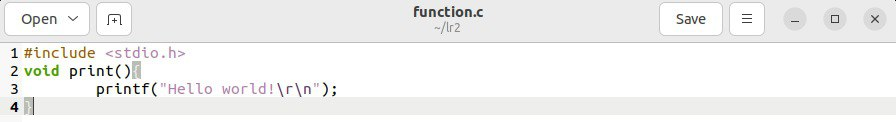 Open
function.c
~/lr2
Save
1 #include <stdio.h>
2 void print(){
3         printf("Hello world!\r\n");
4 }